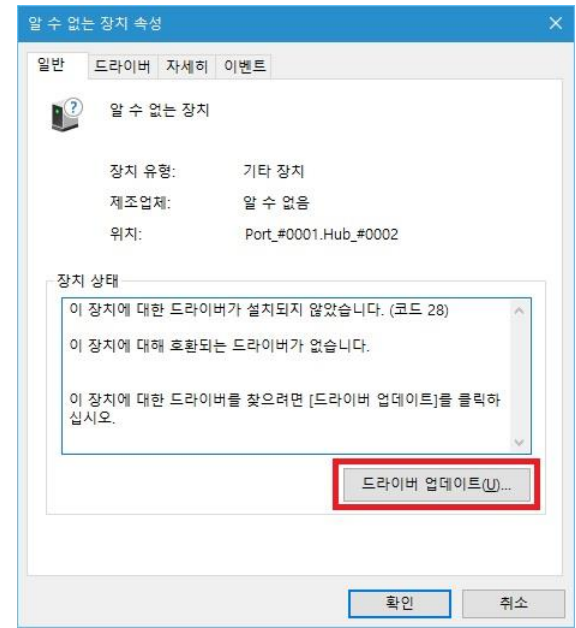 알 수 없는 장치 속성
일반 드라이버 자세히 이벤트
알 수 없는 장치
장치 유형: 기타 장치
제조업체: 알 수 없음
위치: Port_#0001.Hub_#0002
장치 상태
이 장치에 대한 드라이버가 설치되지 않았습니다. (코드 28)
이 장치에 대해 호환되는 드라이버가 없습니다.
이 장치에 대한 드라이버를 찾으려면 [드라이버 업데이트]를 클릭하
십시오.
드라이버 업데이트(U)...
확인 취소